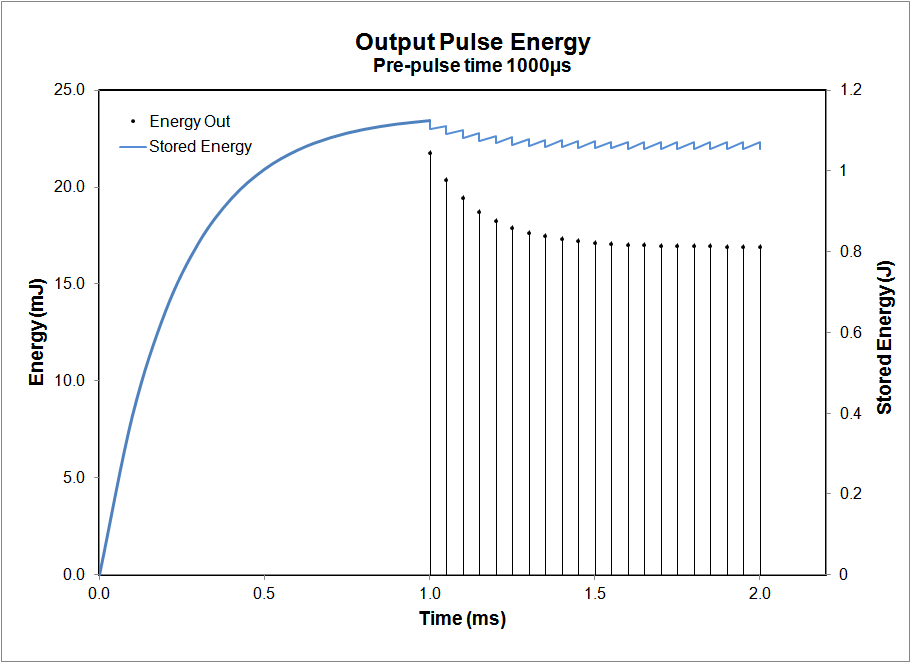 Output Pulse Energy
Pre-pulse time 1000µs
25.0
20.0
15.0
10.0
5.0
0.0
Energy (mJ)
Energy Out
Stored Energy
1.2
1
0.8
0.6
0.4
0.2
0
Stored Energy (J)
0.0 0.5 1.0 1.5 2.0
Time (ms)